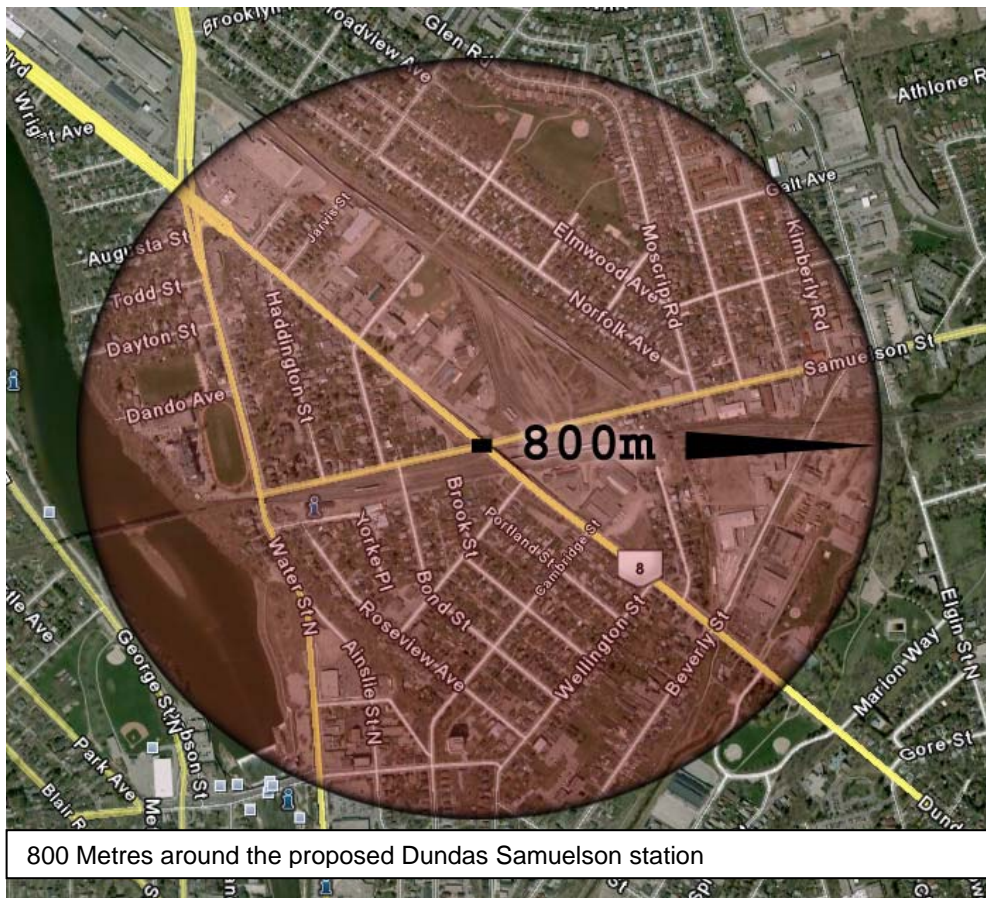 Brooklyn
Broadview Ave
Glen Rd
lvd
Wright Ave
Athlone R
Galt Ave
Jarvis St
Augusta St
Moscrip Rd
Elmwood Ave
Kimberly Rd
Todd St
Haddington St
Norfolk Ave
Dayton St
Samuelson St
Dando Ave
800m
Brook St
Portland St
Cambridge St
Yorke Pl
8
Water St N
Bond St
Roseview Ave
Wellington St
Beverly St
Elgin St N
Marion Way
Ainslie St N
George St N
Gore St
Park Ave
Blair R
Dund
800 Metres around the proposed Dundas Samuelson station
St